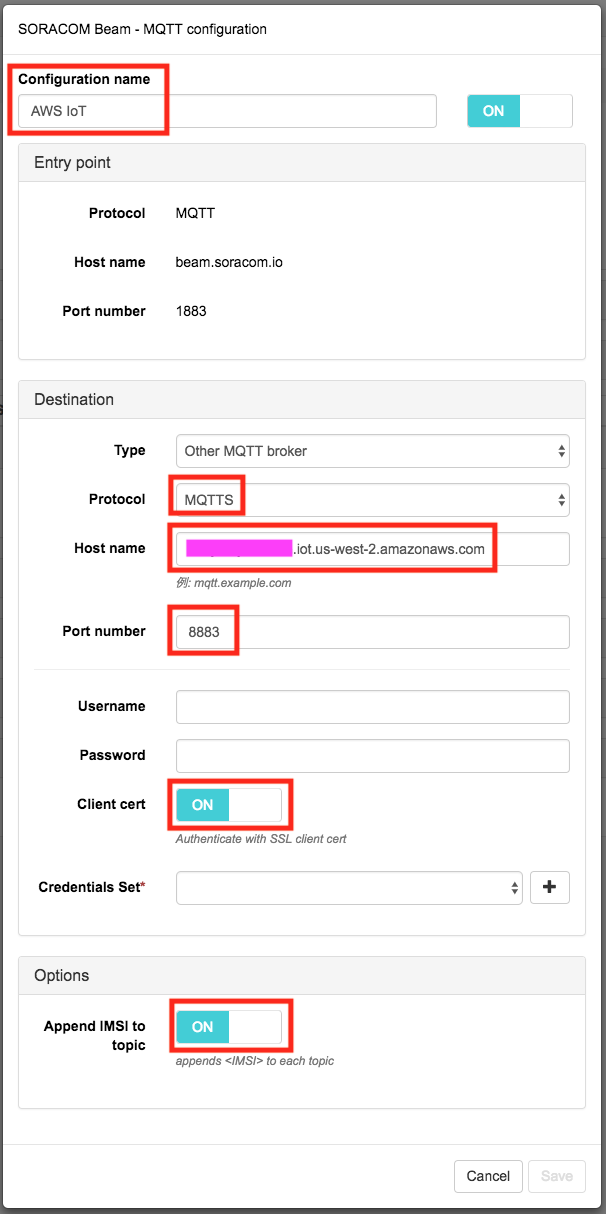 SORACOM Beam - MQTT configuration
Configuration name
AWS IoT
ON
Entry point
Protocol MQTT
Host name beam.soracom.io
Port number 1883
Destination
Type Other MQTT broker
Protocol MQTTS
Host name .iot.us-west-2.amazonaws.com
例: mqtt.example.com
Port number 8883
Username
Password
Client cert ON
Authenticate with SSL client cert
Credentials Set*
Options
Append IMSI to
topic
ON
appends <IMSI> to each topic
Cancel Save